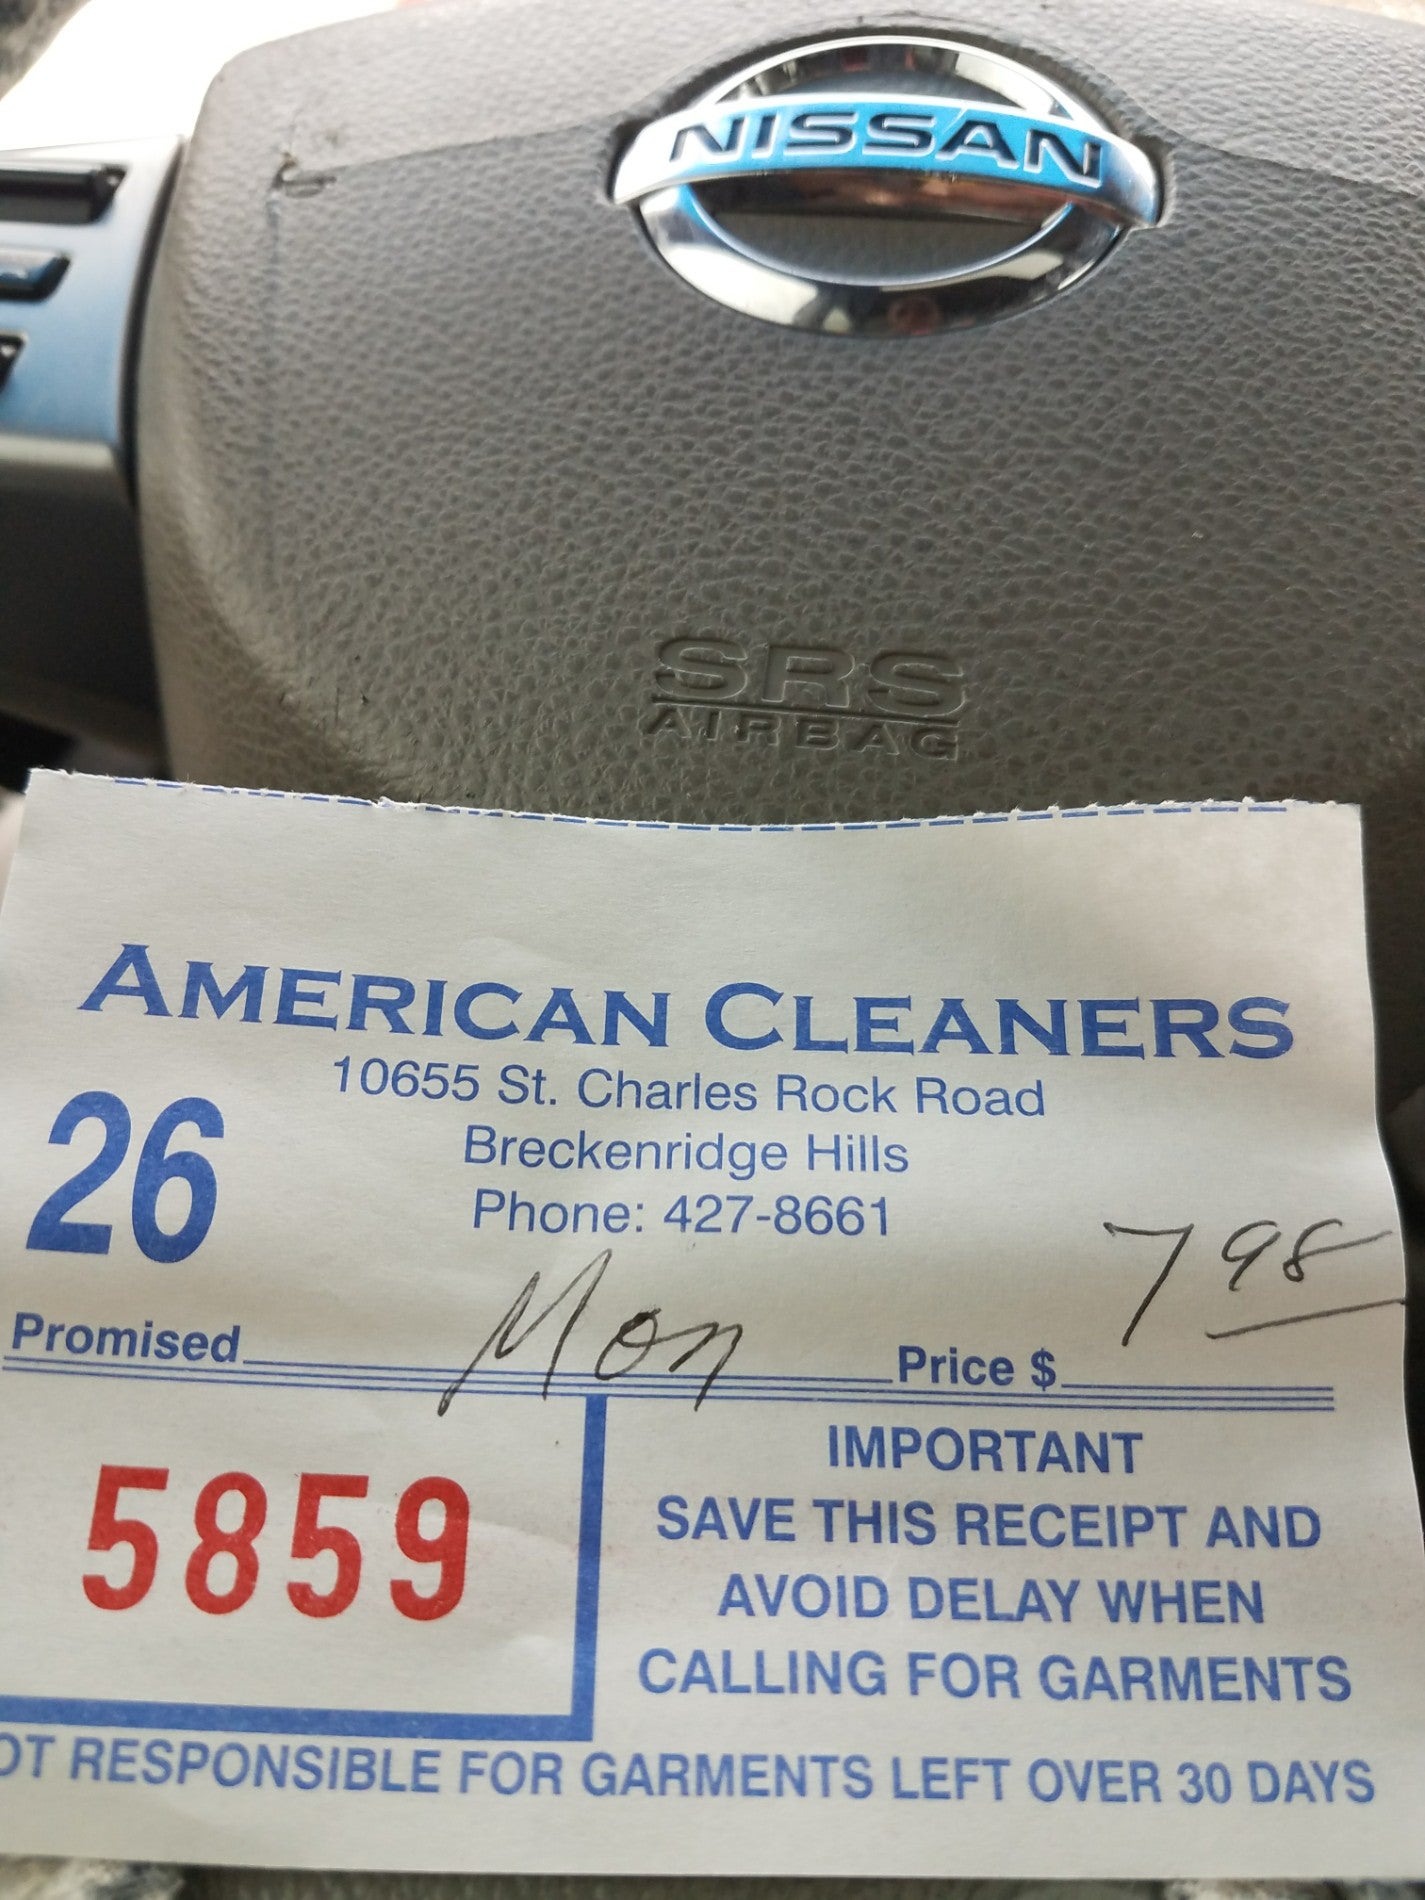 NISSAN
SRS
AIRBAG
AMERICAN CLEANERS
10655 St. Charles Rock Road
Breckenridge Hills
Phone: 427-8661
26
Promised Mon Price $ 7 98
5859
IMPORTANT
SAVE THIS RECEIPT AND
AVOID DELAY WHEN
CALLING FOR GARMENTS
OT RESPONSIBLE FOR GARMENTS LEFT OVER 30 DAYS